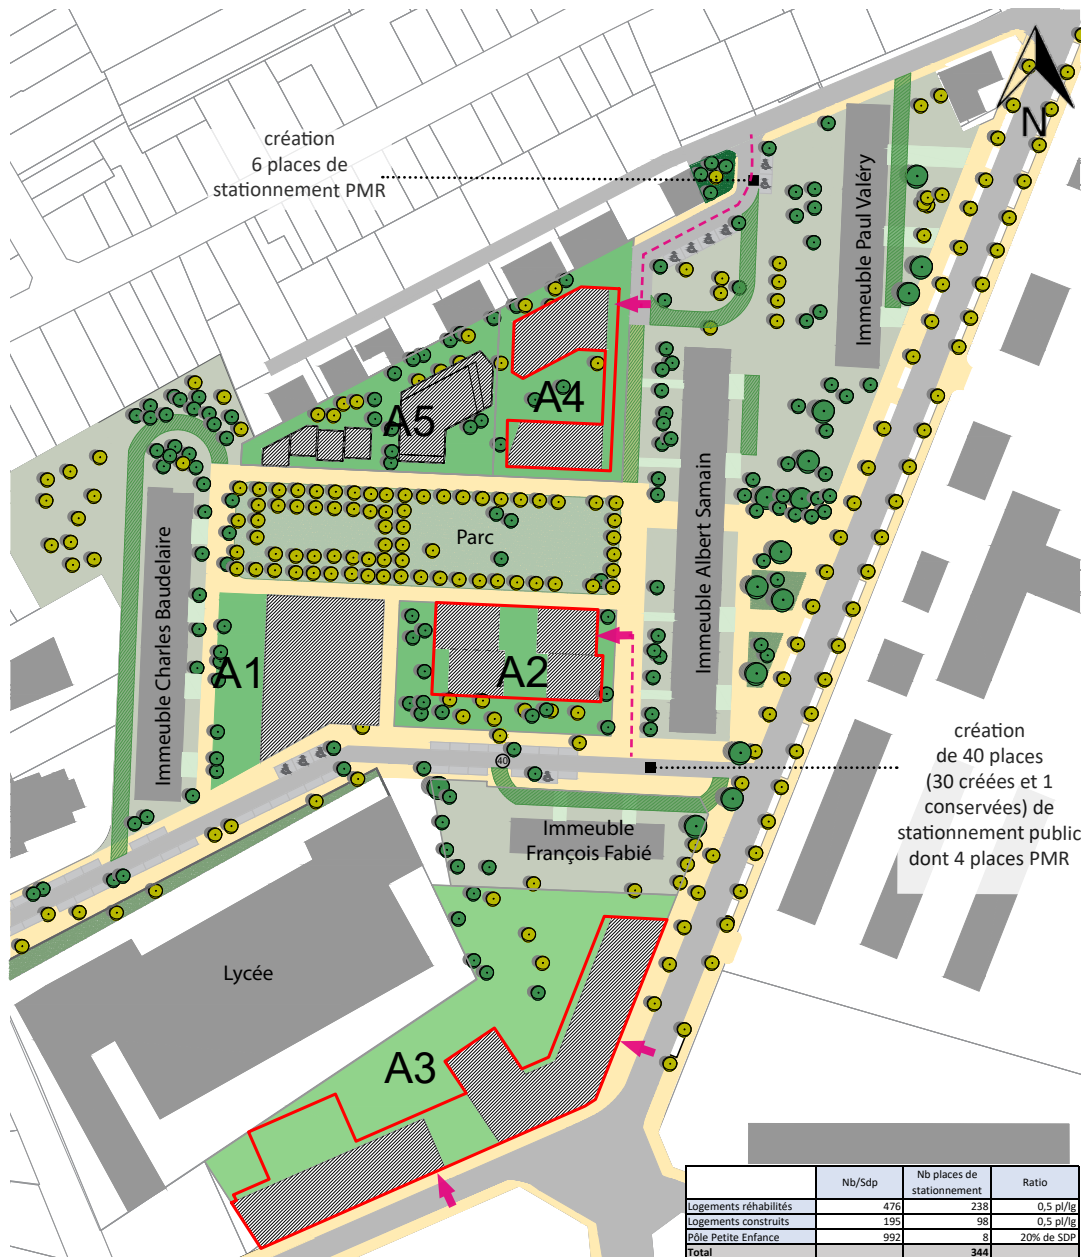 création
6 places de
stationnement PMR
N
Immeuble Paul Valéry
A4
A5
Parc
Immeuble Albert Samain
Immeuble Charles Baudelaire
A1
A2
40
création
de 40 places
(30 créées et 1
conservées) de
stationnement public
dont 4 places PMR
Immeuble
François Fabié
Lycée
A3
Nb/Sdp Nb places de stationnement Ratio
Logements réhabilités 476 238 0,5 pl/lg
Logements construits 195 98 0,5 pl/lg
Pôle Petite Enfance 992 8 20% de SDP
Total 344